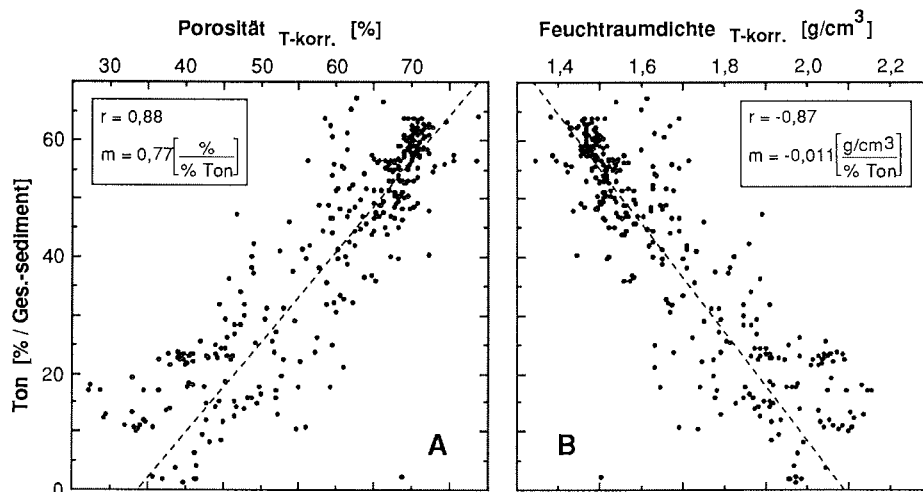 Porosität T-korr. [%]
30 40 50 60 70
Feuchtraumdichte T-korr. [g/cm3]
1,4 1,6 1,8 2,0 2,2
Ton [% / Ges.-sediment]
60
40
20
0
r = 0,88
m = 0,77 [% / % Ton]
A
r = -0,87
m = -0,011 [g/cm3 / % Ton]
B